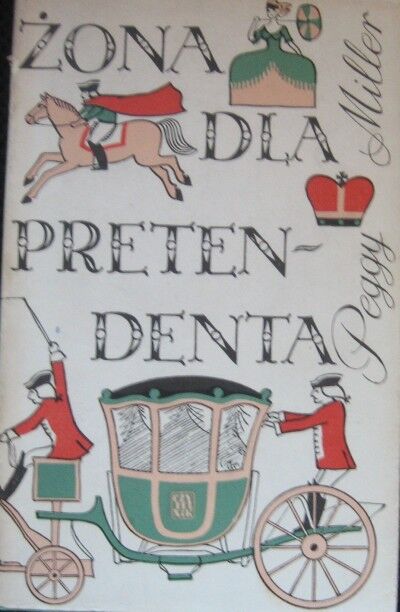 ŻONA
DLA
PRETEN-
DENTA
Peggy Miller